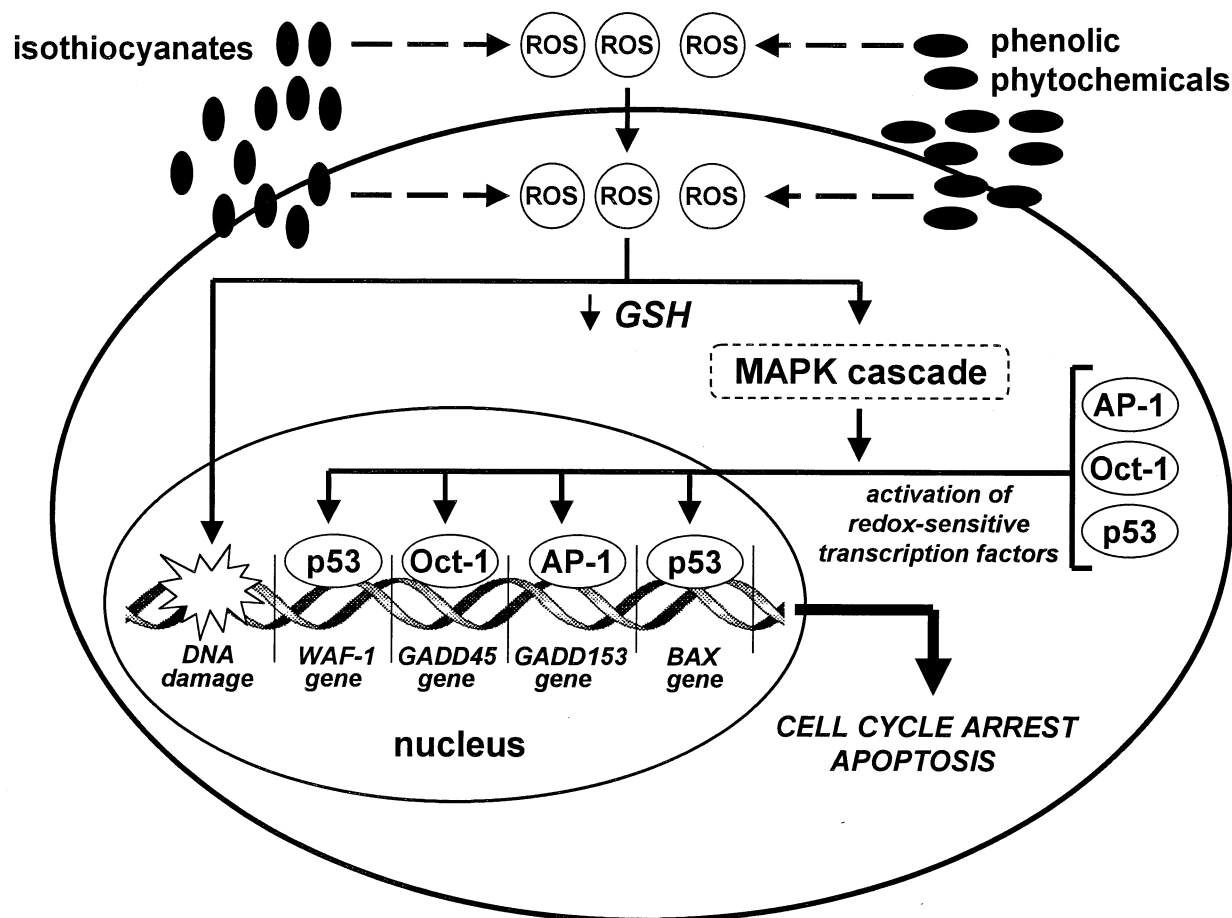 isothiocyanates
ROS ROS ROS
phenolic
phytochemicals
ROS ROS ROS
GSH
MAPK cascade
AP-1
Oct-1
p53
activation of
redox-sensitive
transcription factors
p53 Oct-1 AP-1 p53
DNA
damage
WAF-1
gene
GADD45
gene
GADD153
gene
BAX
gene
nucleus
CELL CYCLE ARREST
APOPTOSIS